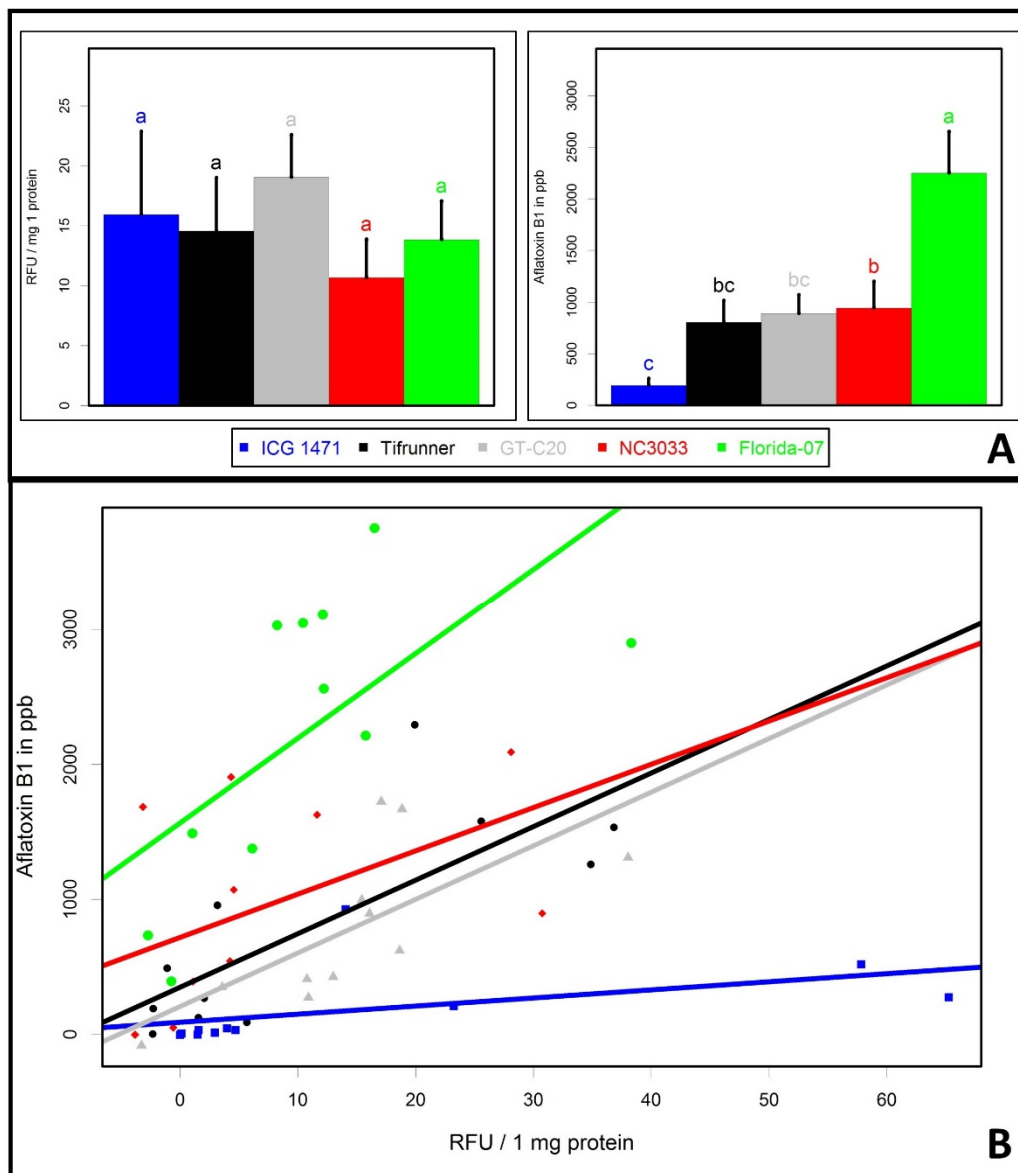 RFU / mg 1 protein
0
5
10
15
20
25
a
a
a
a
a
Aflatoxin B1 in ppb
0
500
1000
1500
2000
2500
3000
c
bc
bc
b
a
ICG 1471 Tifrunner GT-C20 NC3033 Florida-07
A
Aflatoxin B1 in ppb
0
1000
2000
3000
0 10 20 30 40 50 60
RFU / 1 mg protein
B